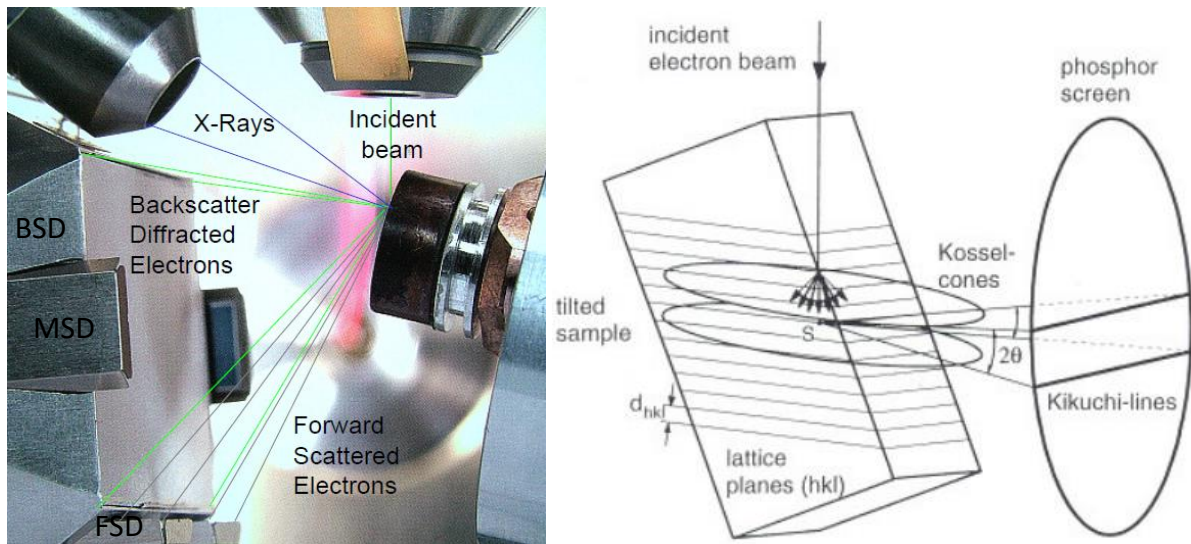 X-Rays
Incident
beam
Backscatter
Diffracted
Electrons
BSD
MSD
Forward
Scattered
Electrons
FSD
incident
electron beam
phosphor
screen
Kossel-
cones
tilted
sample
S
2θ
d_hkl
Kikuchi-lines
lattice
planes (hkl)